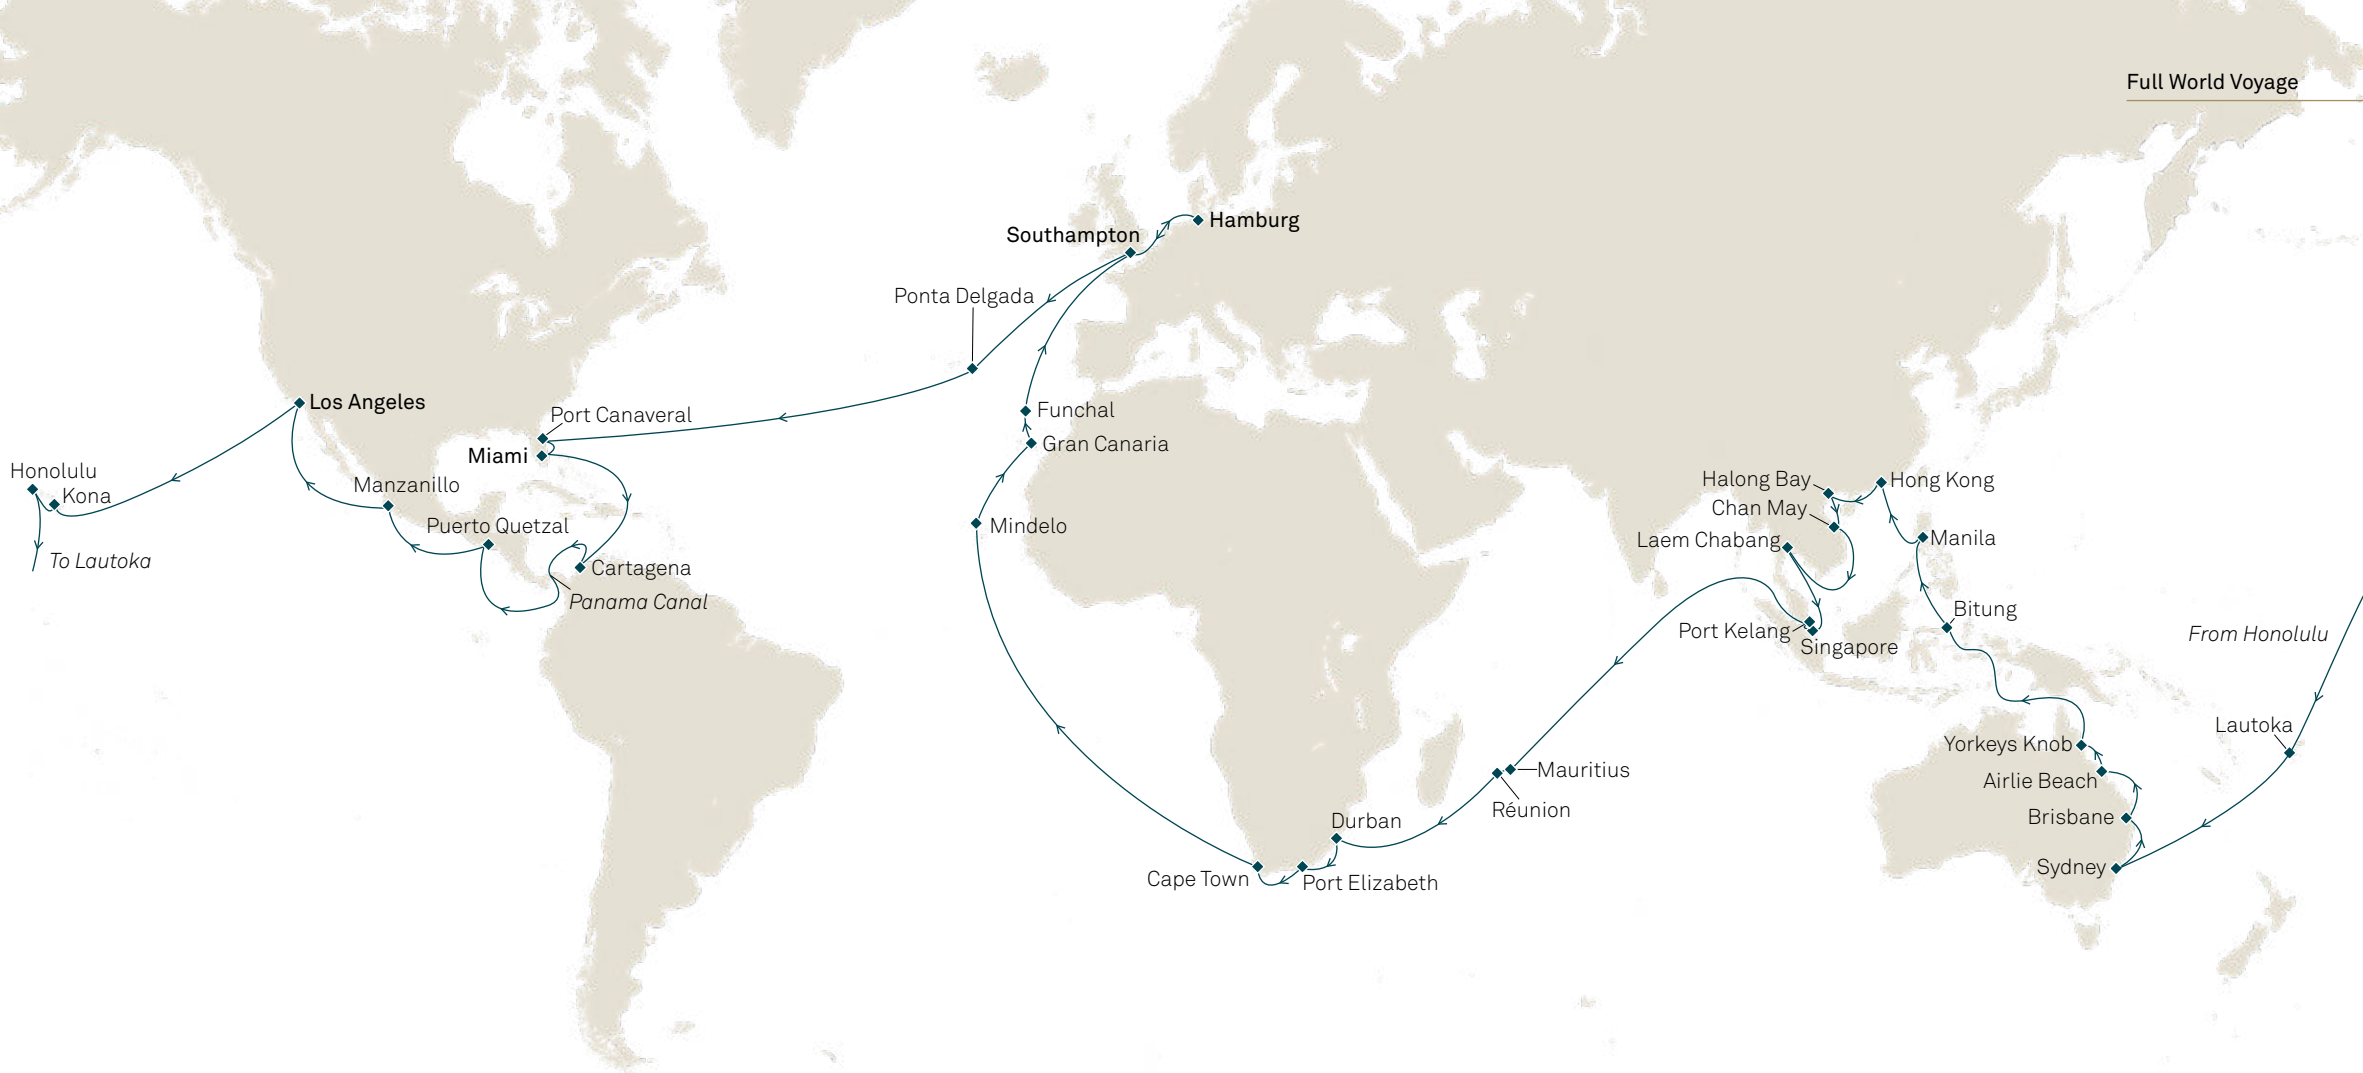 Full World Voyage
Hamburg
Southampton
Ponta Delgada
Los Angeles
Port Canaveral
Funchal
Gran Canaria
Miami
Honolulu
Kona
Manzanillo
Puerto Quetzal
To Lautoka
Cartagena
Panama Canal
Mindelo
Halong Bay
Hong Kong
Chan May
Laem Chabang
Manila
Bitung
Port Kelang
Singapore
From Honolulu
Lautoka
Yorkeys Knob
Airlie Beach
Mauritius
Réunion
Durban
Brisbane
Sydney
Cape Town
Port Elizabeth